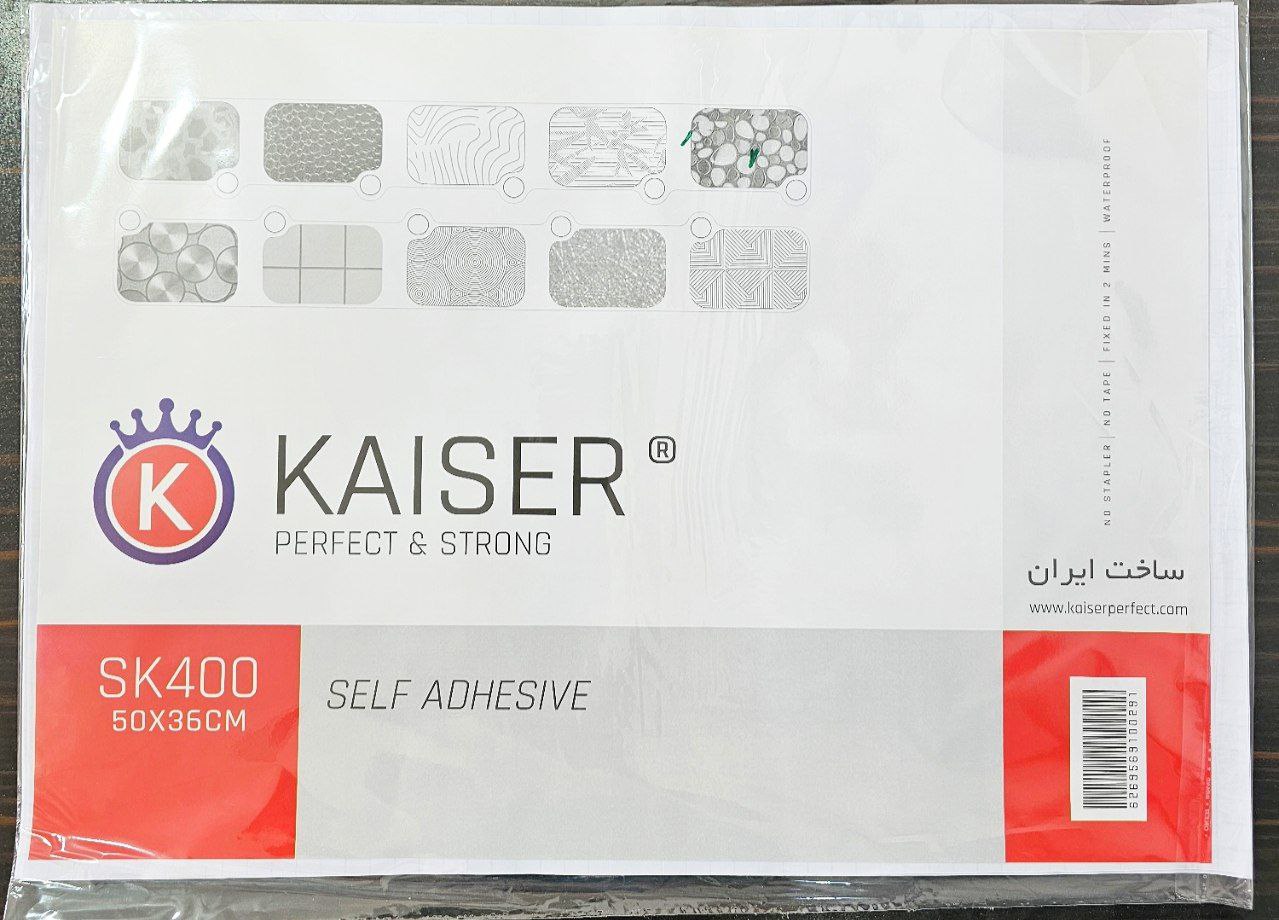 KAISER ®
PERFECT & STRONG
SK400
50X36CM
SELF ADHESIVE
NO STAPLER | NO TAPE | FIXED IN 2 MINS | WATERPROOF
ساخت ایران
www.kaiserperfect.com
6269569100291
K